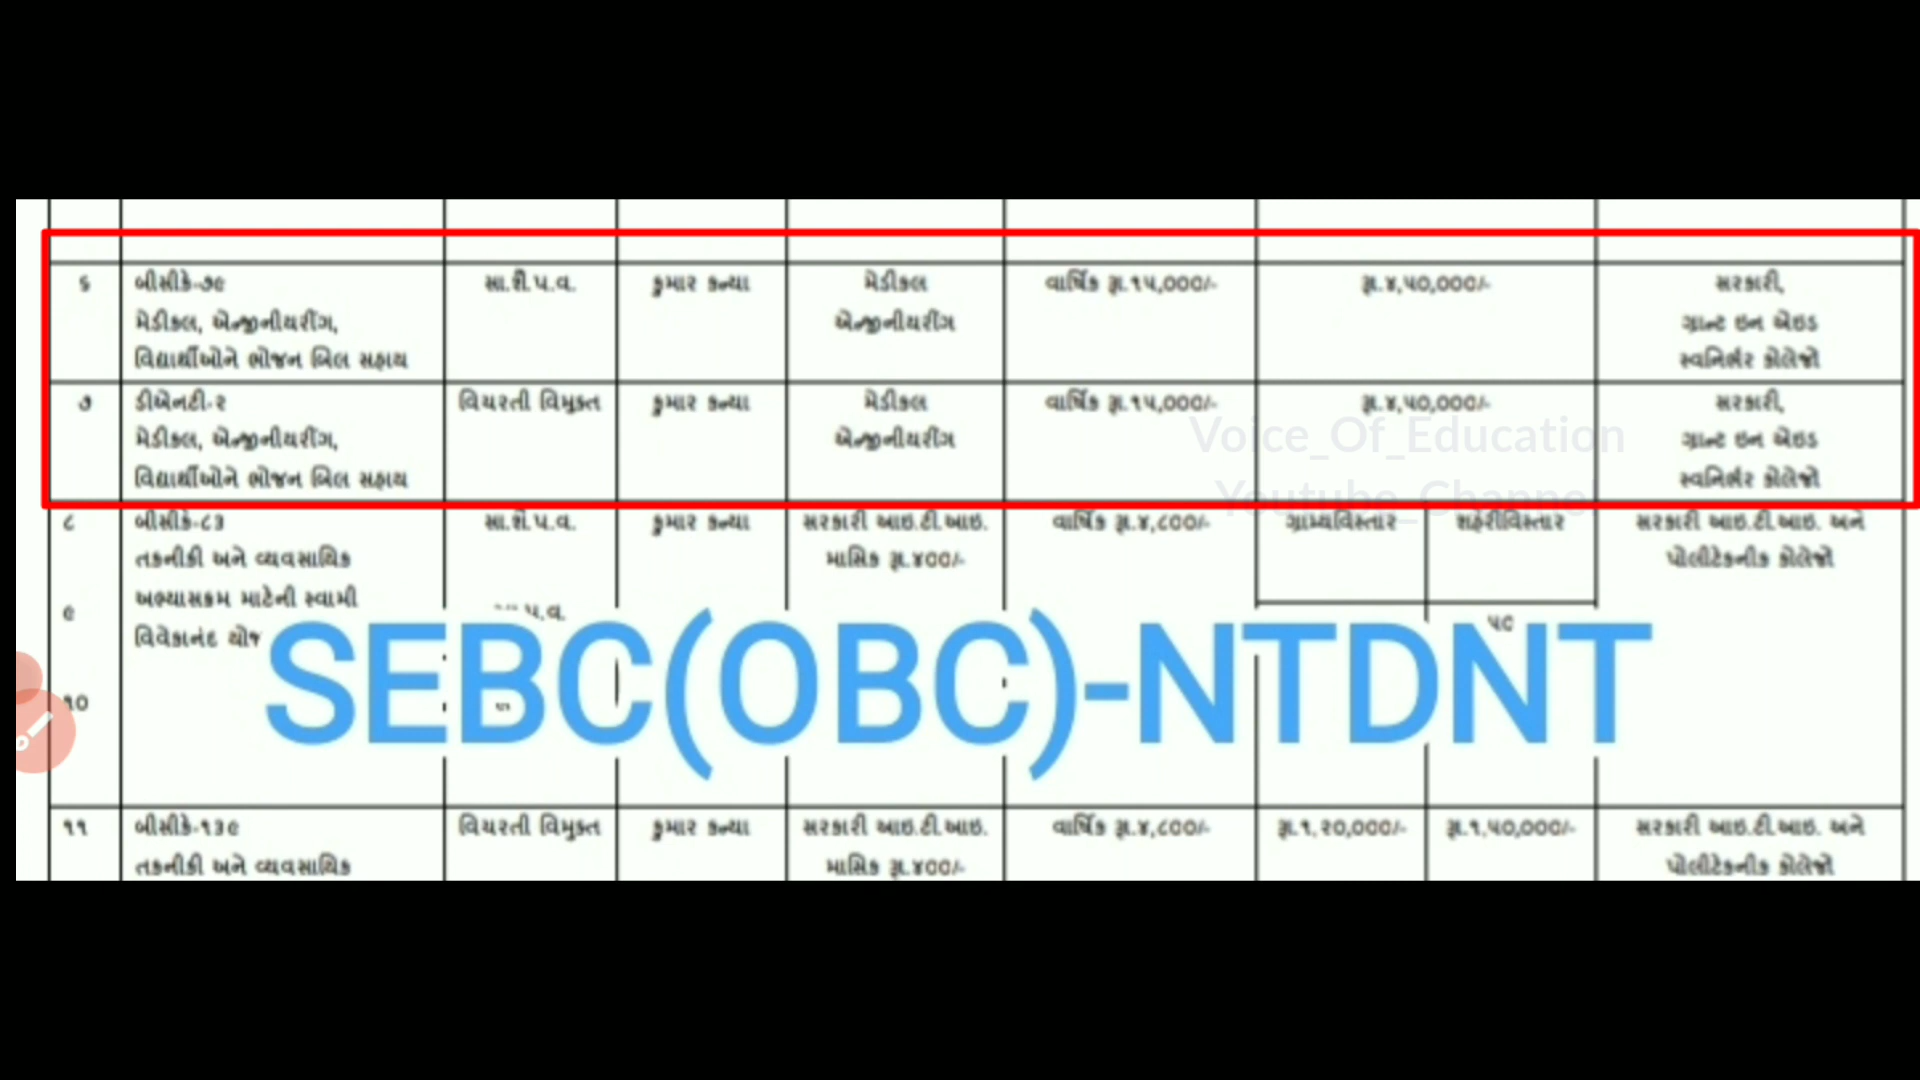 ૬ બીસીકે-૭૯ સા.શૈ.પ.વ. કુમાર કન્યા મેડીકલ વાર્ષિક રૂા.૧૫,૦૦૦/- રૂા.૪,૫૦,૦૦૦/- સરકારી,
મેડીકલ, એન્જીનીયરીંગ, એન્જીનીયરીંગ ગ્રાન્ટ ઇન એઇડ
વિદ્યાર્થીઓને ભોજન બિલ સહાય સ્વનિર્ભર કોલેજો
૭ ડીએનટી-૨ વિચરતી વિમુક્ત કુમાર કન્યા મેડીકલ વાર્ષિક રૂા.૧૫,૦૦૦/- રૂા.૪,૫૦,૦૦૦/- સરકારી,
મેડીકલ, એન્જીનીયરીંગ, એન્જીનીયરીંગ ગ્રાન્ટ ઇન એઇડ
Voice_Of_Education
વિદ્યાર્થીઓને ભોજન બિલ સહાય સ્વનિર્ભર કોલેજો
Youtube_Channel
૮ બીસીકે-૮૩ સા.શૈ.પ.વ. કુમાર કન્યા સરકારી આઇ.ટી.આઇ. વાર્ષિક રૂા.૪,૮૦૦/- ગ્રામ્યવિસ્તાર શહેરીવિસ્તાર સરકારી આઇ.ટી.આઇ. અને
તકનીકી અને વ્યવસાયિક માસિક રૂા.૪૦૦/- પોલીટેકનીક કોલેજો
અભ્યાસક્રમ માટેની સ્વામી
૯ પ.વ.
વિવેકાનંદ
SEBC(OBC)-NTDNT
૧૦
૧૧ બીસીકે-૧૩૯ વિચરતી વિમુક્ત કુમાર કન્યા સરકારી આઇ.ટી.આઇ. વાર્ષિક રૂા.૪,૮૦૦/- રૂા.૧,૨૦,૦૦૦/- રૂા.૧,૫૦,૦૦૦/- સરકારી આઇ.ટી.આઇ. અને
તકનીકી અને વ્યવસાયિક માસિક રૂા.૪૦૦/- પોલીટેકનીક કોલેજો